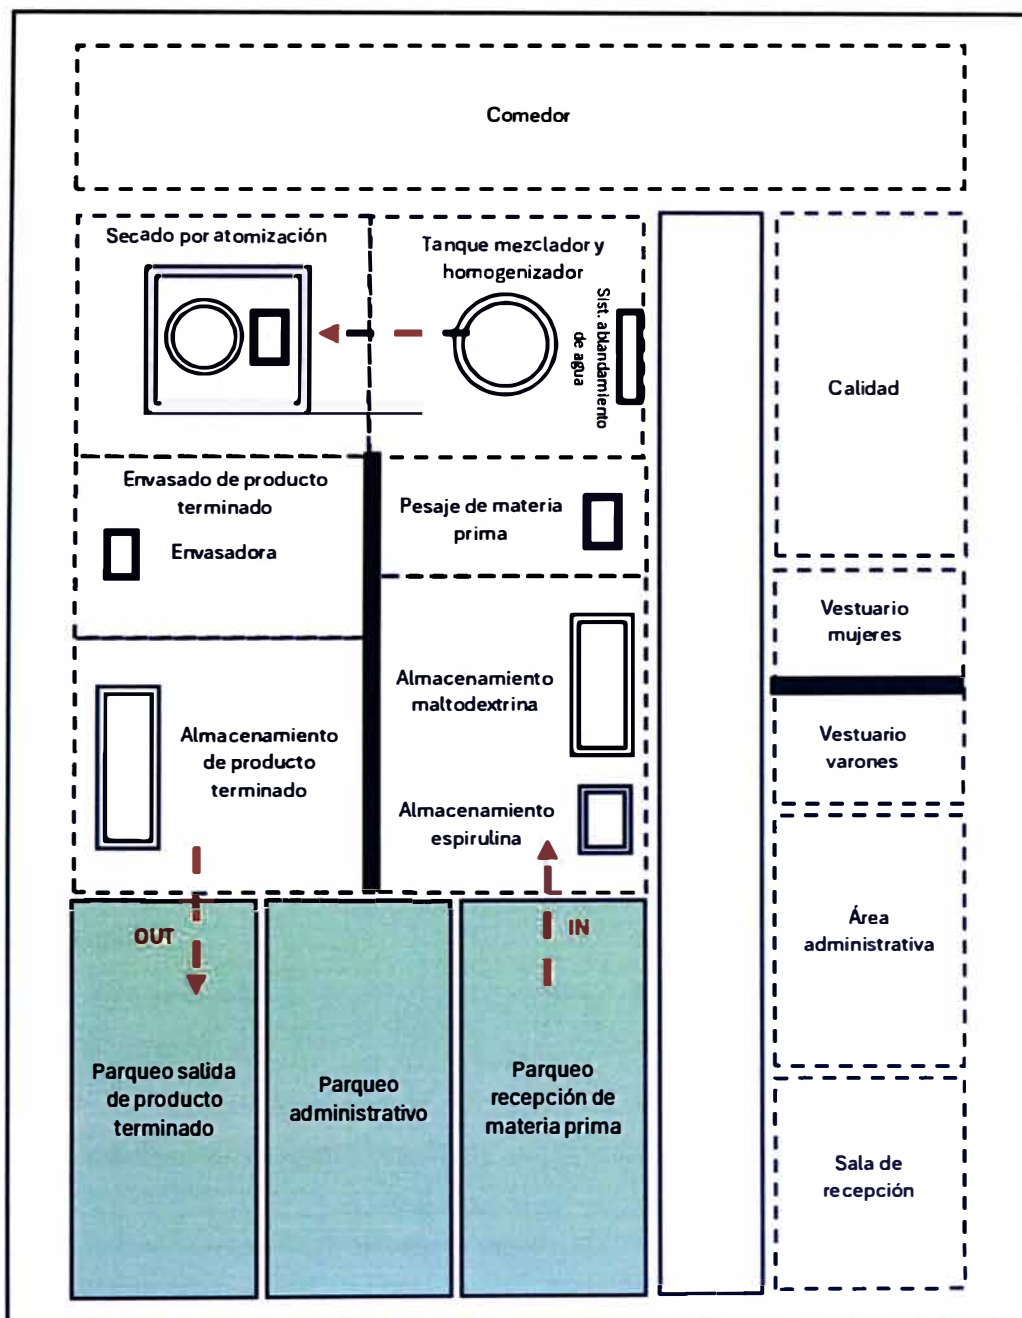 Comedor
Secado por atomización
Tanque mezclador y
homogenizador
Sist. ablandamiento
de agua
Calidad
Envasado de producto
terminado
Envasadora
Pesaje de materia
prima
Vestuario
mujeres
Almacenamiento
maltodextrina
Vestuario
varones
Almacenamiento
de producto
terminado
Almacenamiento
espirulina
OUT
IN
Área
administrativa
Parqueo salida
de producto
terminado
Parqueo
administrativo
Parqueo
recepción de
materia prima
Sala de
recepción